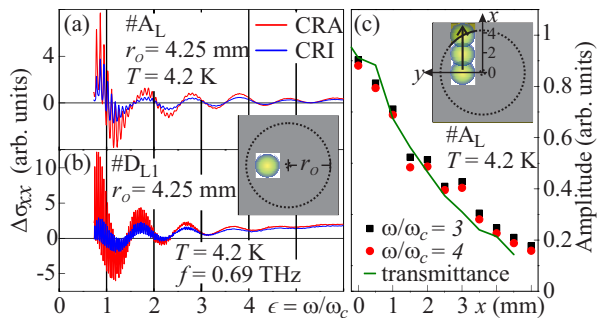 (a)
#A_L
r_o = 4.25 mm
T = 4.2 K
CRA
CRI
4
0
Δσ_xx (arb. units)
(b)
#D_L1
r_o = 4.25 mm
r_o
T = 4.2 K
f = 0.69 THz
10
5
0
-5
0 1 2 3 4 5 ϵ = ω/ω_c
(c)
x
4
2
0
y
#A_L
T = 4.2 K
ω/ω_c = 3
ω/ω_c = 4
transmittance
1
0.8
0.6
0.4
0.2
Amplitude (arb. units)
0 1 2 3 x (mm)